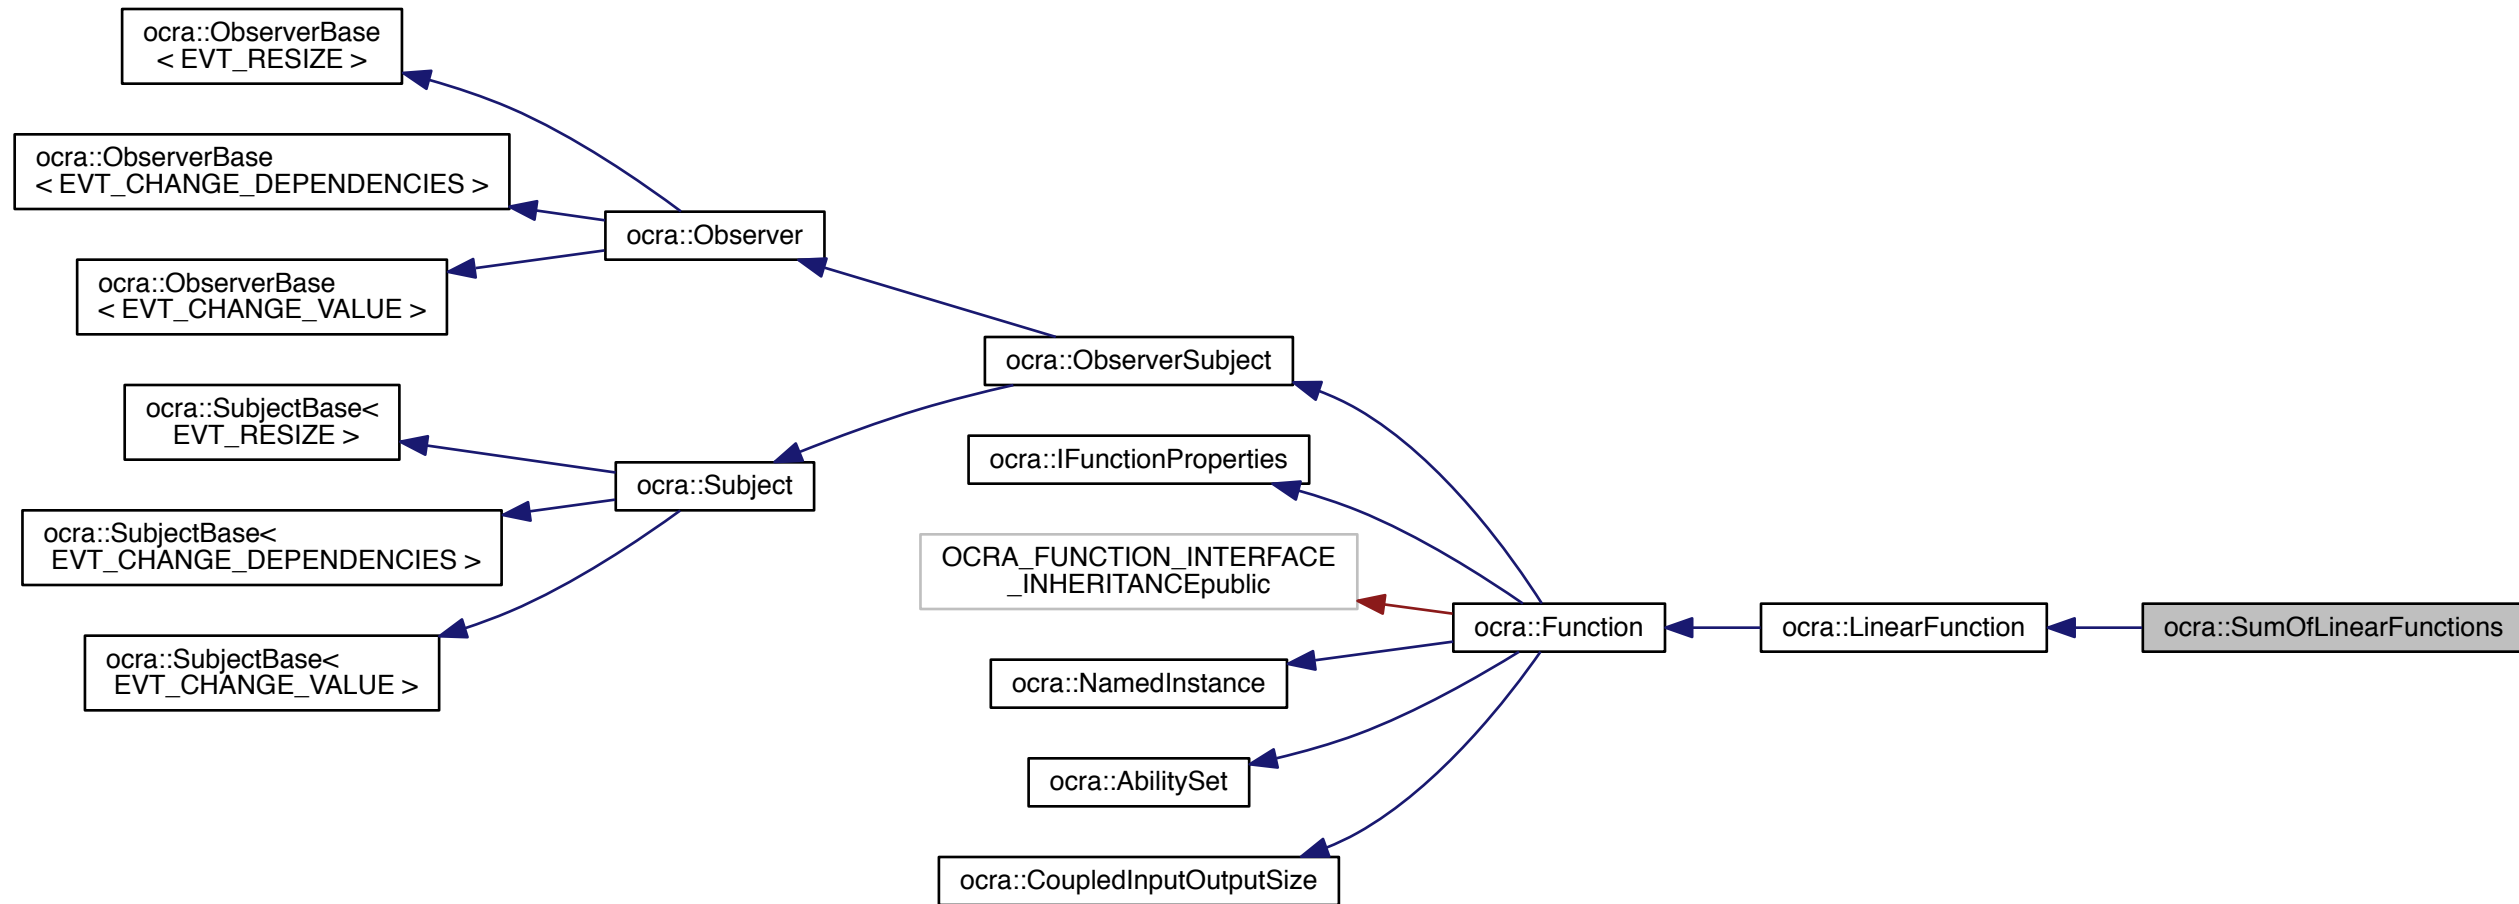 ocra::ObserverBase
< EVT_RESIZE >
ocra::ObserverBase
< EVT_CHANGE_DEPENDENCIES >
ocra::Observer
ocra::ObserverBase
< EVT_CHANGE_VALUE >
ocra::ObserverSubject
ocra::SubjectBase<
EVT_RESIZE >
ocra::IFunctionProperties
ocra::Subject
ocra::SubjectBase<
EVT_CHANGE_DEPENDENCIES >
OCRA_FUNCTION_INTERFACE
_INHERITANCEpublic
ocra::Function
ocra::LinearFunction
ocra::SumOfLinearFunctions
ocra::SubjectBase<
EVT_CHANGE_VALUE >
ocra::NamedInstance
ocra::AbilitySet
ocra::CoupledInputOutputSize